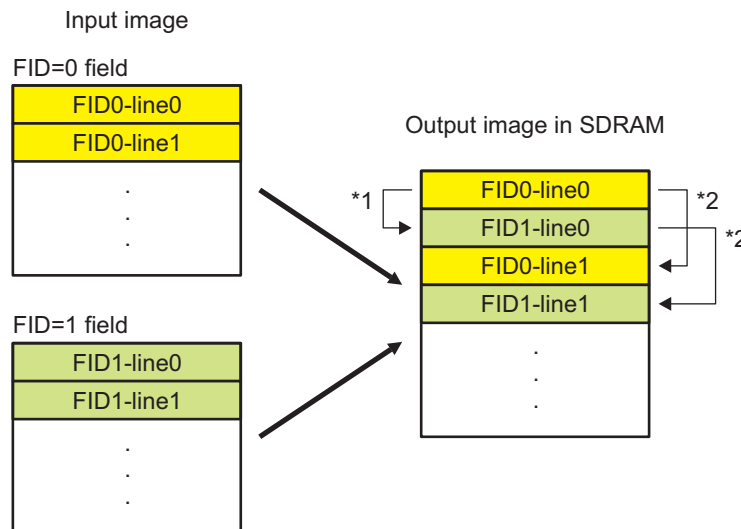 Input image
FID=0 field
FID0-line0
FID0-line1
.
.
.
FID=1 field
FID1-line0
FID1-line1
.
.
.
Output image in SDRAM
*1
FID0-line0
*2
FID1-line0
*2
FID0-line1
FID1-line1
.
.
.